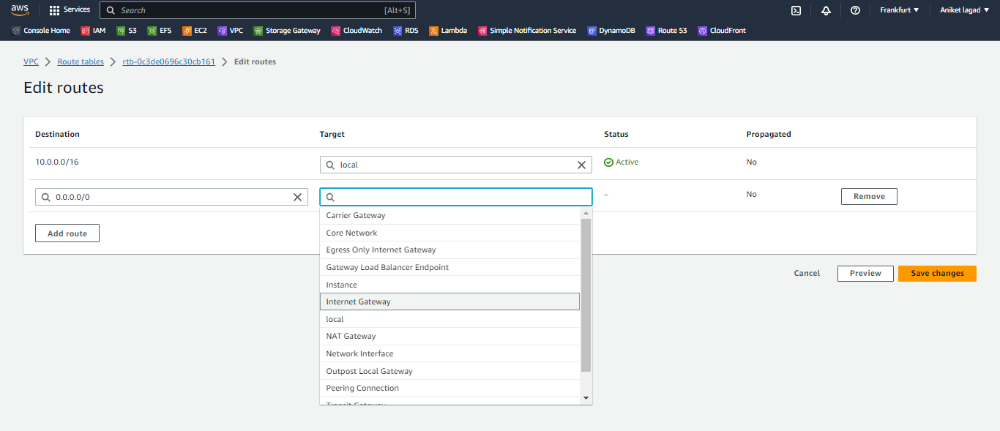 aws Services Search [Alt+S] Frankfurt Aniket lagad
Console Home IAM S3 EFS EC2 VPC Storage Gateway CloudWatch RDS Lambda Simple Notification Service DynamoDB Route 53 CloudFront
VPC Route tables rtb-0c3de0696c30cb161 Edit routes
Edit routes
Destination Target Status Propagated
10.0.0.0/16 local Active No
0.0.0.0/0 – No Remove
Carrier Gateway
Core Network
Add route
Egress Only Internet Gateway
Gateway Load Balancer Endpoint
Cancel Preview Save changes
Instance
Internet Gateway
local
NAT Gateway
Network Interface
Outpost Local Gateway
Peering Connection
Transit Gateway